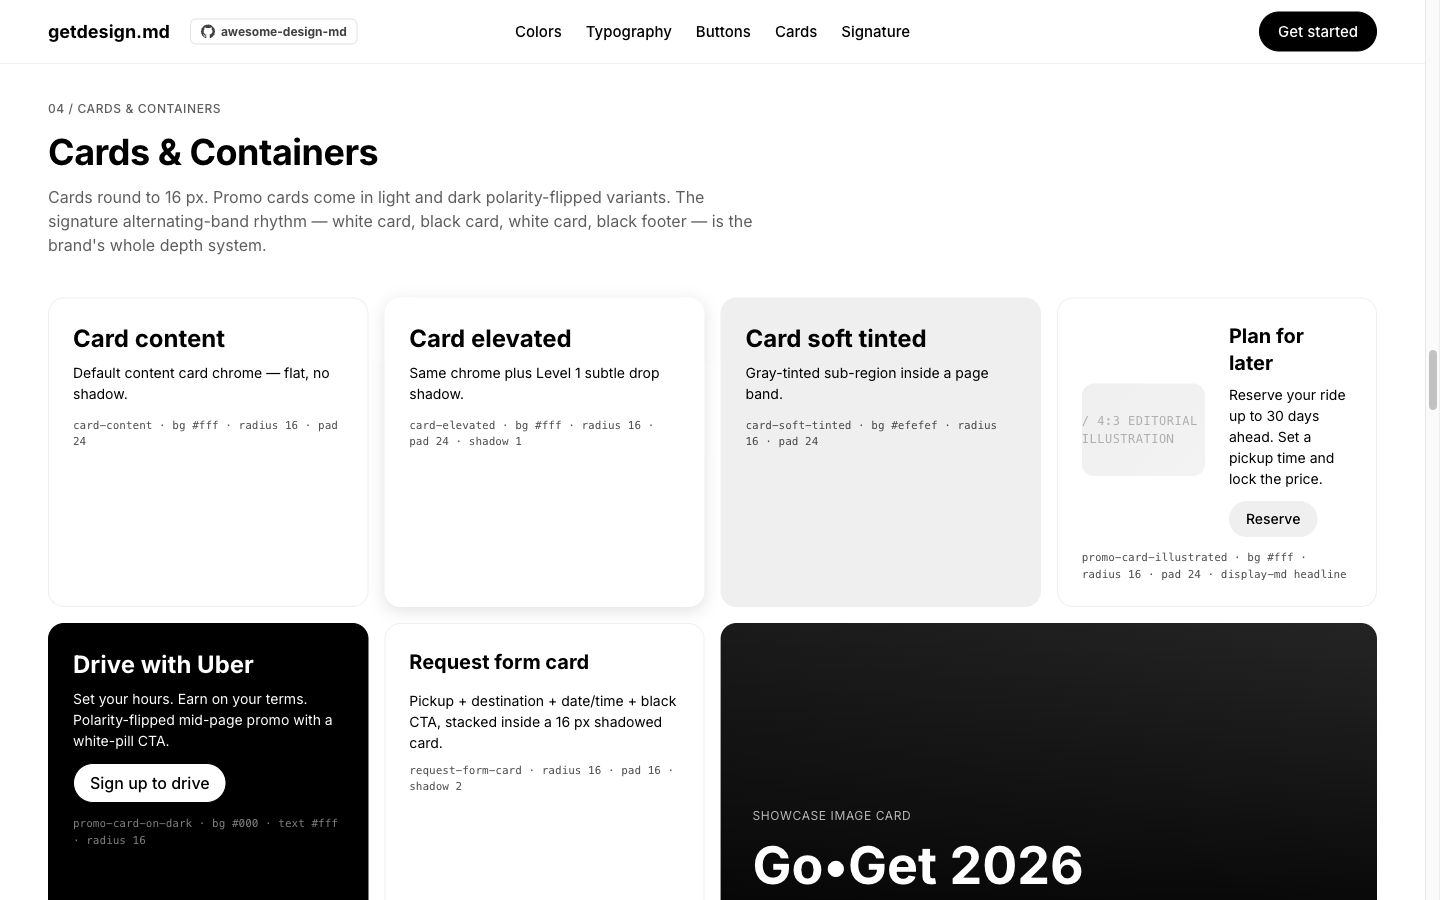 getdesign.md
awesome-design-md
Colors
Typography
Buttons
Cards
Signature
Get started
04 / CARDS & CONTAINERS
Cards & Containers
Cards round to 16 px. Promo cards come in light and dark polarity-flipped variants. The
signature alternating-band rhythm — white card, black card, white card, black footer — is the
brand's whole depth system.
Card content
Default content card chrome — flat, no
shadow.
card-content · bg #fff · radius 16 · pad
24
Card elevated
Same chrome plus Level 1 subtle drop
shadow.
card-elevated · bg #fff · radius 16 ·
pad 24 · shadow 1
Card soft tinted
Gray-tinted sub-region inside a page
band.
card-soft-tinted · bg #efefef · radius
16 · pad 24
/ 4:3 EDITORIAL
ILLUSTRATION
Plan for
later
Reserve your ride
up to 30 days
ahead. Set a
pickup time and
lock the price.
Reserve
promo-card-illustrated · bg #fff ·
radius 16 · pad 24 · display-md headline
Drive with Uber
Set your hours. Earn on your terms.
Polarity-flipped mid-page promo with a
white-pill CTA.
Sign up to drive
promo-card-on-dark · bg #000 · text #fff
· radius 16
Request form card
Pickup + destination + date/time + black
CTA, stacked inside a 16 px shadowed
card.
request-form-card · radius 16 · pad 16 ·
shadow 2
SHOWCASE IMAGE CARD
Go•Get 2026